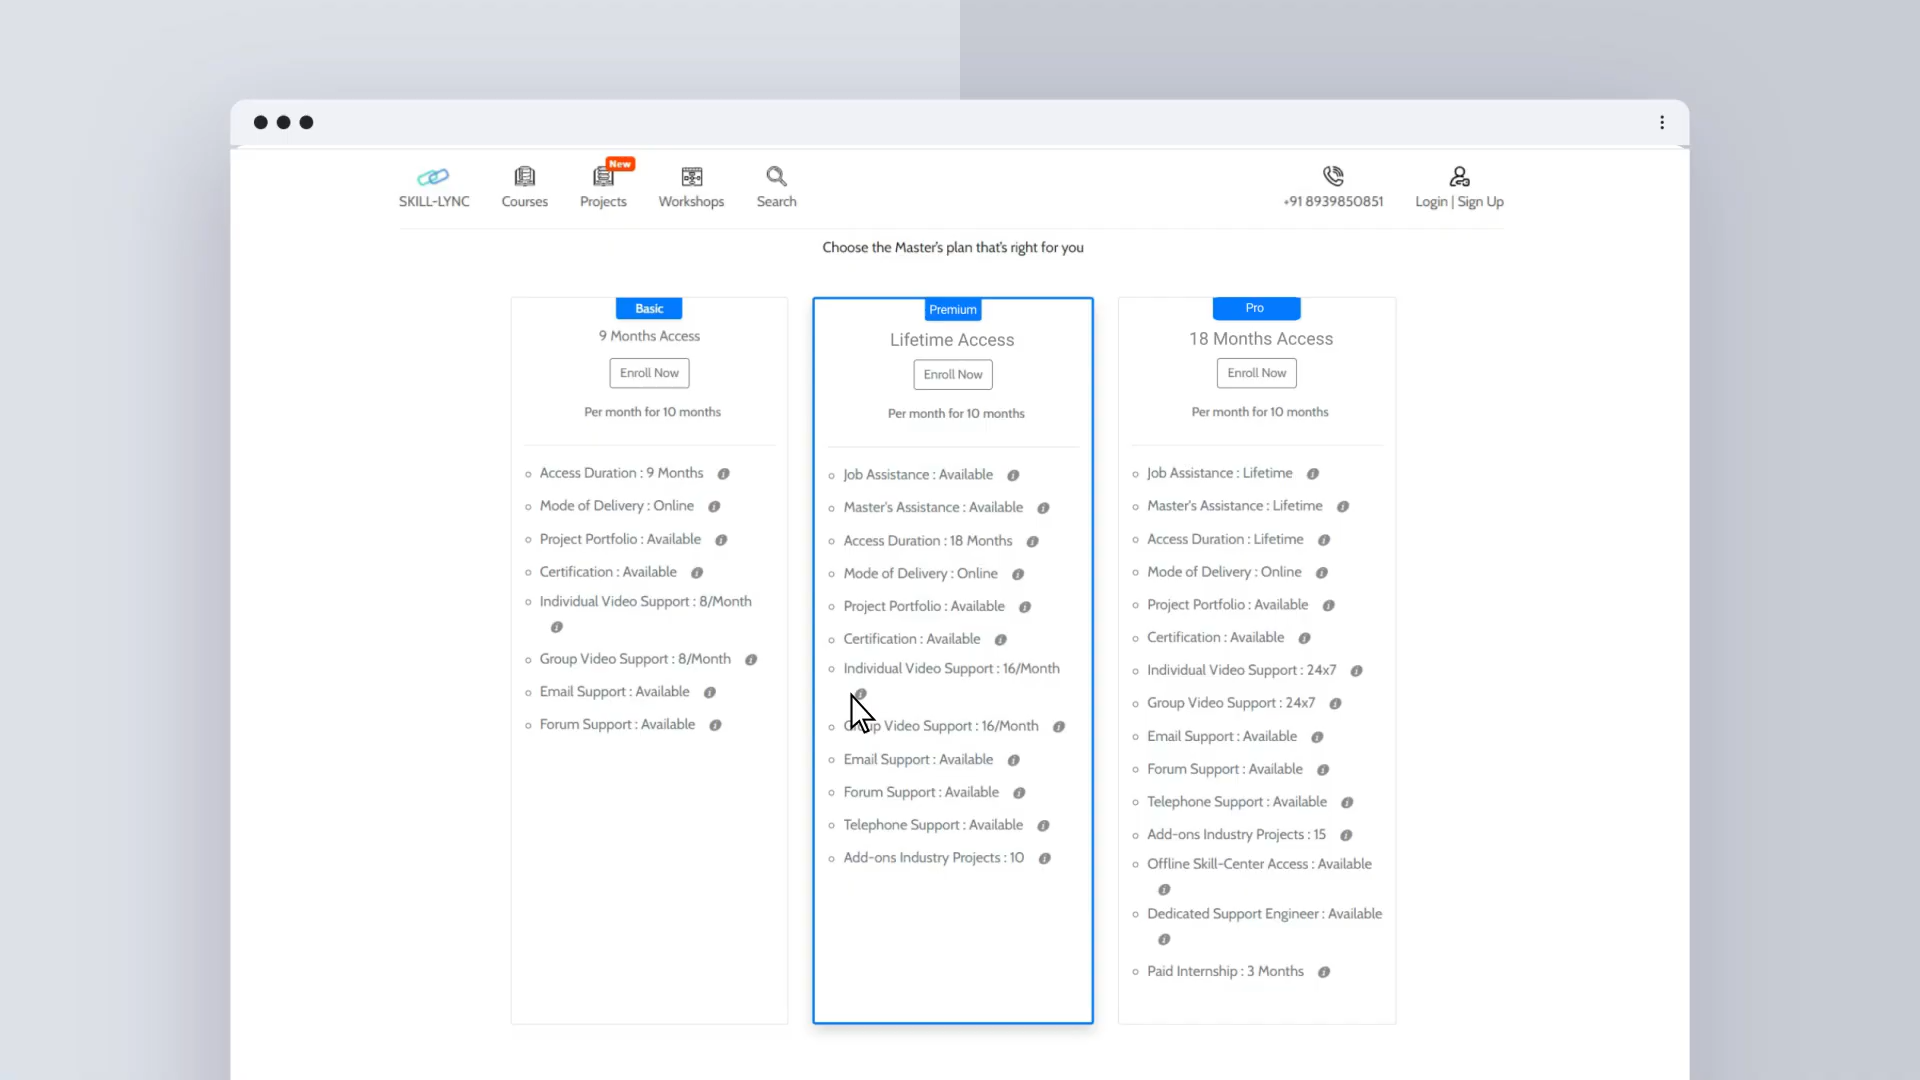 SKILL-LYNC
Courses
New
Projects
Workshops
Search
+91 8939850851
Login | Sign Up
Choose the Master's plan that's right for you
Basic
9 Months Access
Enroll Now
Per month for 10 months
Access Duration : 9 Months
Mode of Delivery : Online
Project Portfolio : Available
Certification : Available
Individual Video Support : 8/Month
Group Video Support : 8/Month
Email Support : Available
Forum Support : Available
Premium
Lifetime Access
Enroll Now
Per month for 10 months
Job Assistance : Available
Master's Assistance : Available
Access Duration : 18 Months
Mode of Delivery : Online
Project Portfolio : Available
Certification : Available
Individual Video Support : 16/Month
Group Video Support : 16/Month
Email Support : Available
Forum Support : Available
Telephone Support : Available
Add-ons Industry Projects : 10
Pro
18 Months Access
Enroll Now
Per month for 10 months
Job Assistance : Lifetime
Master's Assistance : Lifetime
Access Duration : Lifetime
Mode of Delivery : Online
Project Portfolio : Available
Certification : Available
Individual Video Support : 24x7
Group Video Support : 24x7
Email Support : Available
Forum Support : Available
Telephone Support : Available
Add-ons Industry Projects : 15
Offline Skill-Center Access : Available
Dedicated Support Engineer : Available
Paid Internship : 3 Months